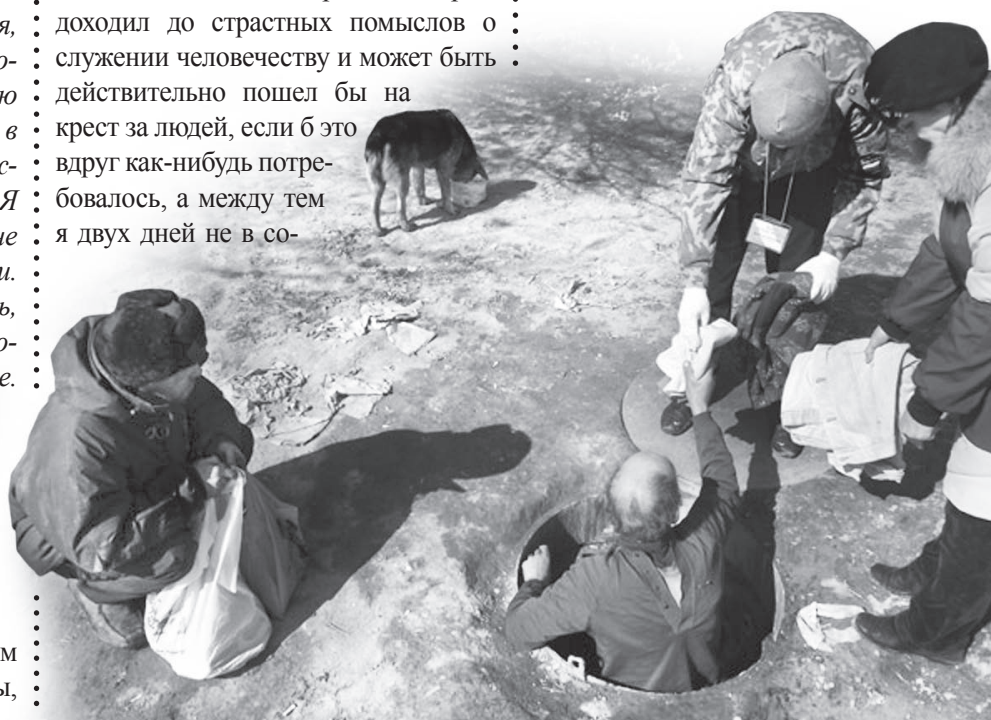 я,
о-
ю
в
с-
Я
и.
ь,
о-
е.
м
ы,
доходил до страстных помыслов о
служении человечеству и может быть
действительно пошел бы на
крест за людей, если б это
вдруг как-нибудь потре-
бовалось, а между тем
я двух дней не в со-